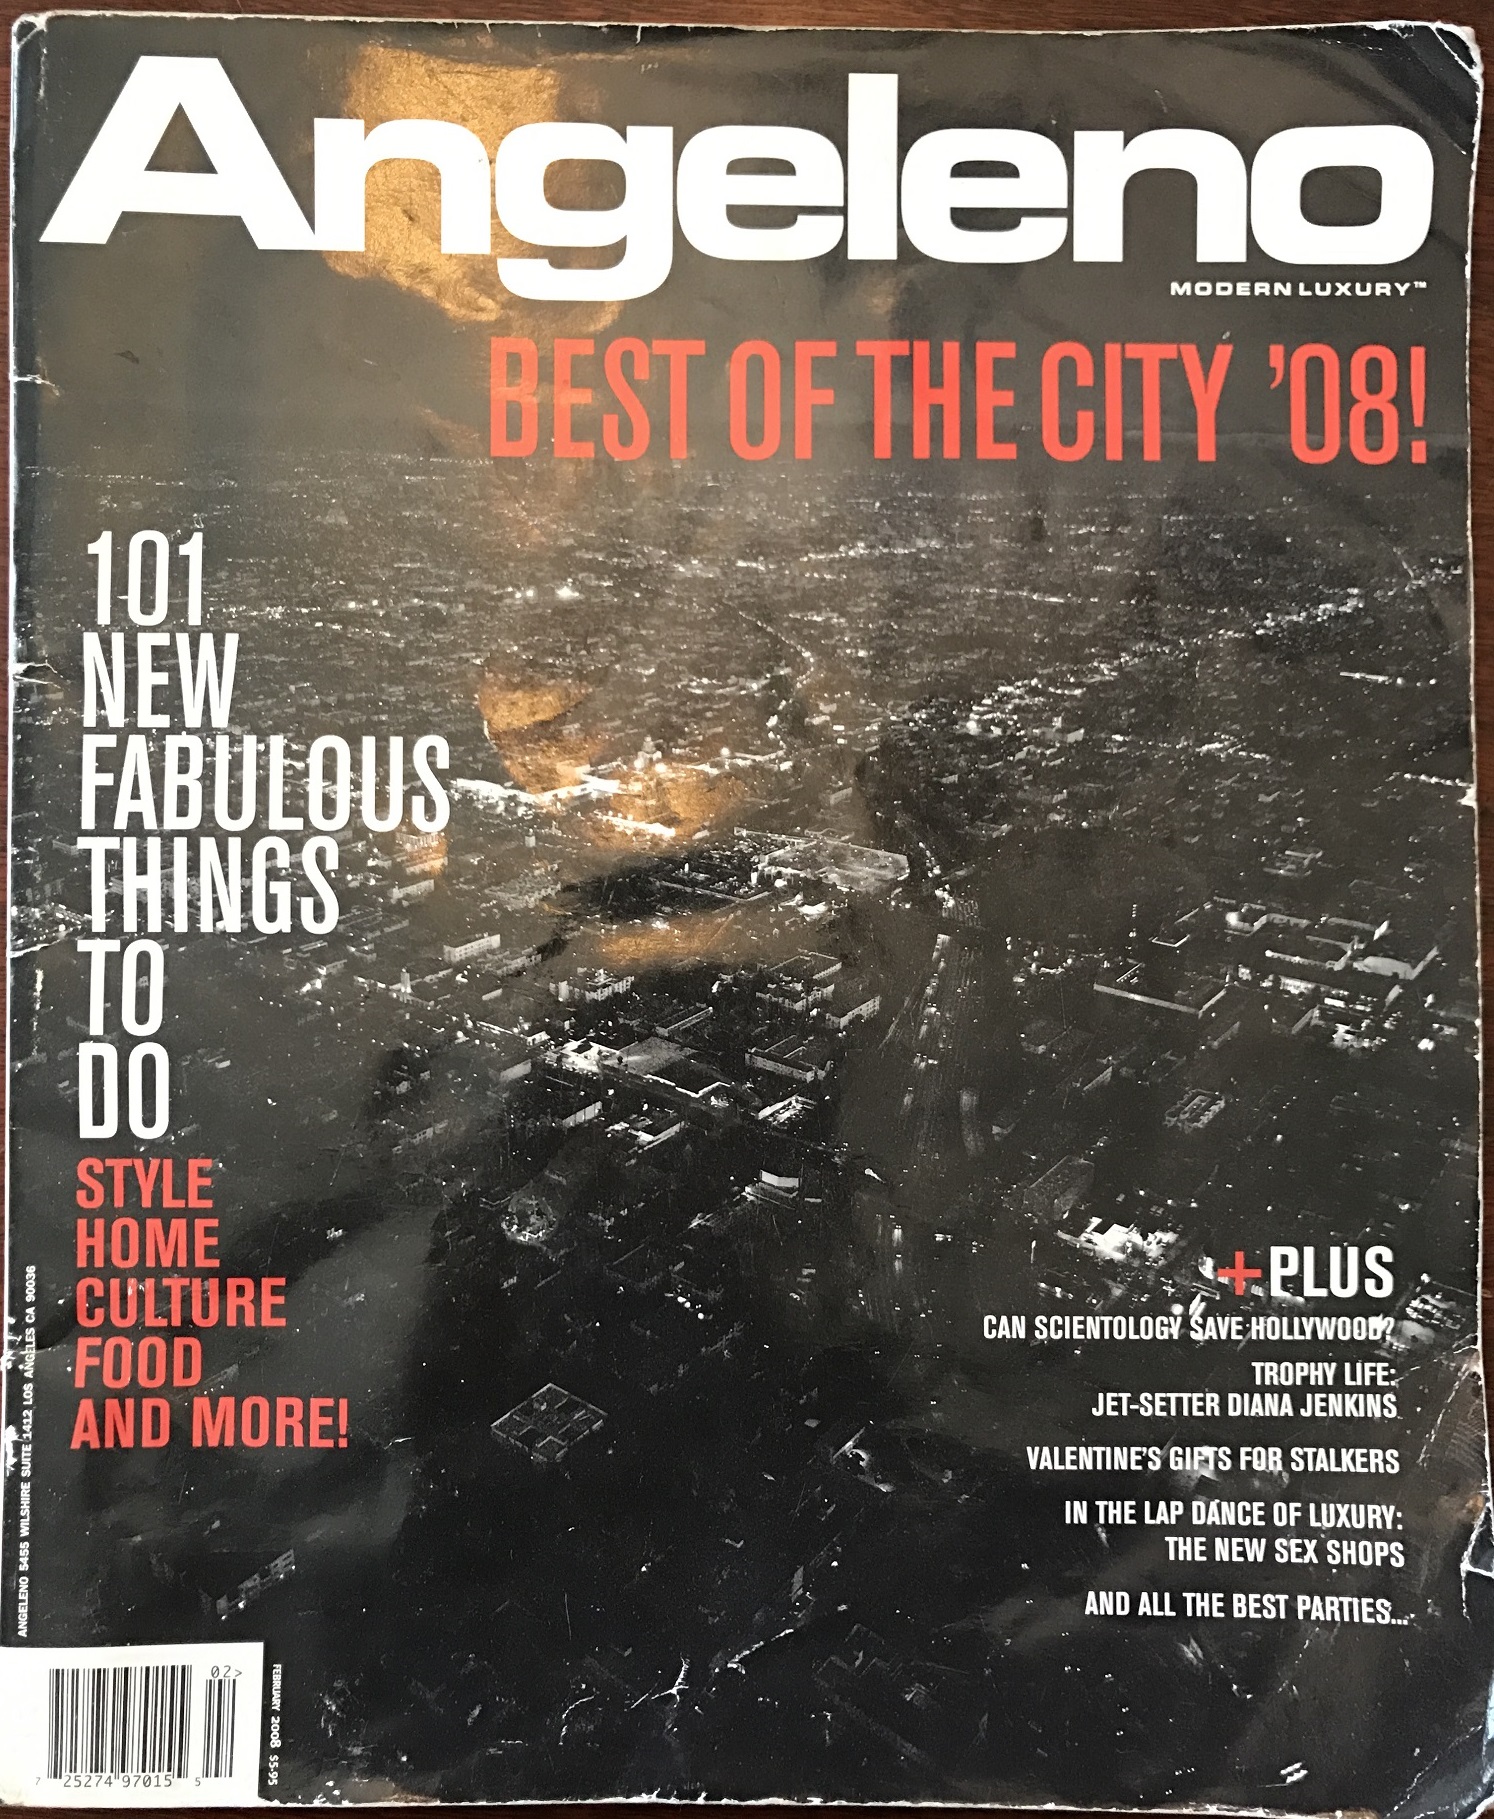 Angeleno
MODERN LUXURY™
BEST OF THE CITY '08!
101
NEW
FABULOUS
THINGS
TO
DO
STYLE
HOME
CULTURE
FOOD
AND MORE!
+PLUS
CAN SCIENTOLOGY SAVE HOLLYWOOD?
TROPHY LIFE:
JET-SETTER DIANA JENKINS
VALENTINE'S GIFTS FOR STALKERS
IN THE LAP DANCE OF LUXURY:
THE NEW SEX SHOPS
AND ALL THE BEST PARTIES...
ANGELENO 5455 WILSHIRE SUITE 1412 LOS ANGELES CA 90036
02>
7 25274 97015 5
FEBRUARY 2008 $5.95